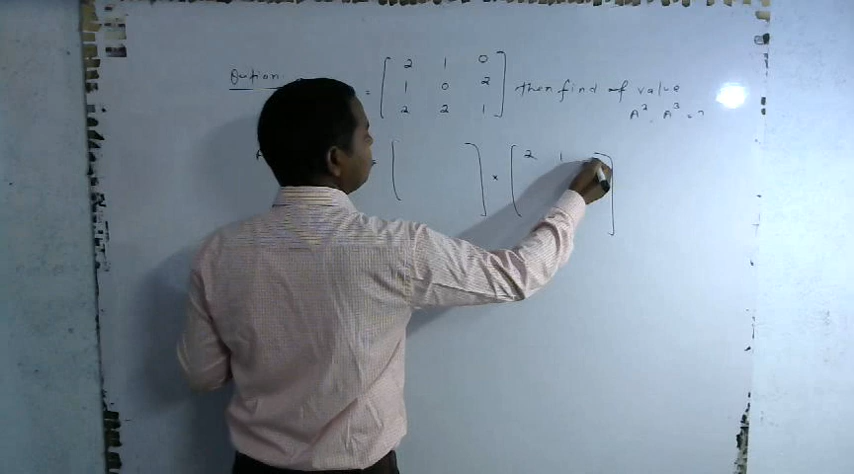 Qution = [ 2 1 0 then find of value
1 0 2
2 2 1 ] A². A³ = ?
= [ ] × [ 2 1 ]